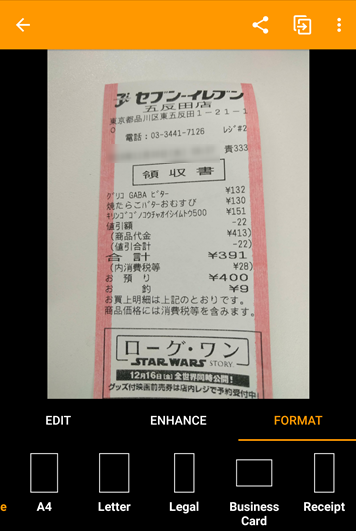 セブン-イレブン
五反田店
東京都品川区東五反田1-21-1
0
電話:03-3441-7126 レジ#2
責333
領収書
グリコ GABA ビター ¥132
焼たらこバターおむすび ¥130
キリンゴゴノコウチャオイシイムトウ500 ¥151
値引額 -22
(商品代金 ¥413)
(値引合計 -22)
合計 ¥391
(内消費税等 ¥28)
お預り ¥400
お釣 ¥9
お買上明細は上記のとおりです。
商品価格には消費税等を含みます。
ローグ・ワン
STAR WARS STORY
12月16日(金)全世界同時公開!
グッズ付映画前売券は店内レジで予約受付中
EDIT
ENHANCE
FORMAT
e
A4
Letter
Legal
Business
Card
Receipt